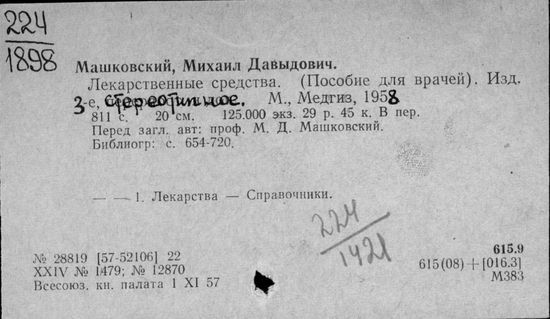 224
1898
Машковский, Михаил Давыдович.
Лекарственные средства. (Пособие для врачей). Изд.
3-е, стереотипное. М., Медгиз, 1958
811 с. 20 см. 125.000 экз. 29 р. 45 к. В пер.
Перед загл. авт: проф. М. Д. Машковский.
Библиогр: с. 654-720.
— — 1. Лекарства — Справочники.
224
1421
№ 28819 [57-52106] 22
XXIV № 1479; № 12870
Всесоюз. кн. палата 1 XI 57
615.9
615(08)+[016.3]
М383